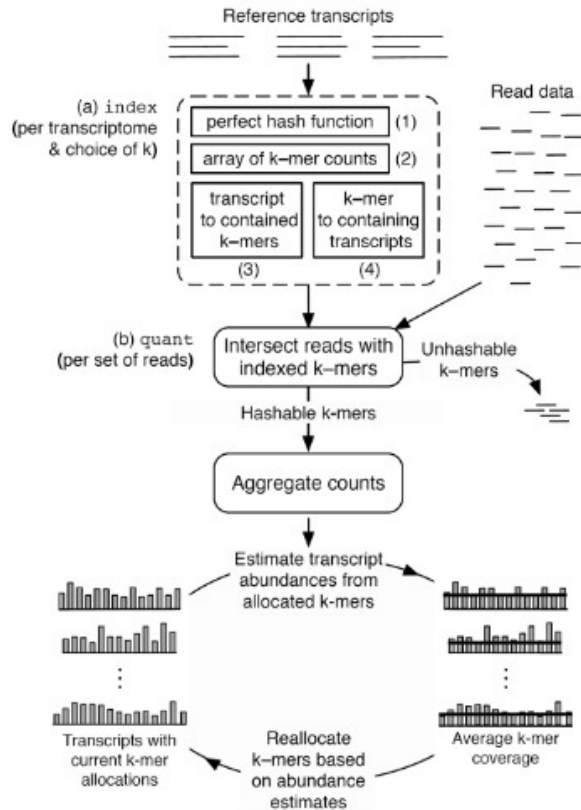 Reference transcripts
Read data
(a) index
(per transcriptome
& choice of k)
perfect hash function (1)
array of k–mer counts (2)
transcript
to contained
k–mers
(3)
k–mer
to containing
transcripts
(4)
(b) quant
(per set of reads)
Intersect reads with
indexed k–mers
Unhashable
k–mers
Hashable k-mers
Aggregate counts
Estimate transcript
abundances from
allocated k-mers
Transcripts with
current k-mer
allocations
Reallocate
k–mers based
on abundance
estimates
Average k-mer
coverage